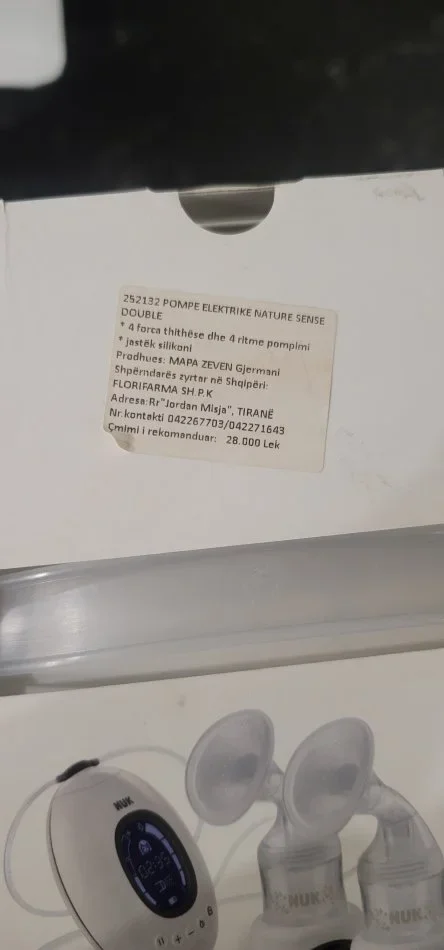 252132 POMPE ELEKTRIKE NATURE SENSE
DOUBLE
* 4 forca thithëse dhe 4 ritme pompimi
* jastëk silikoni
Prodhues: MAPA ZEVEN Gjermani
Shpërndarës zyrtar në Shqipëri:
FLORIFARMA SH.P.K
Adresa:Rr"Jordan Misja", TIRANË
Nr.kontakti 042267703/042271643
Çmimi i rekomanduar: 28.000 Lek
NUK
NUK
NUK